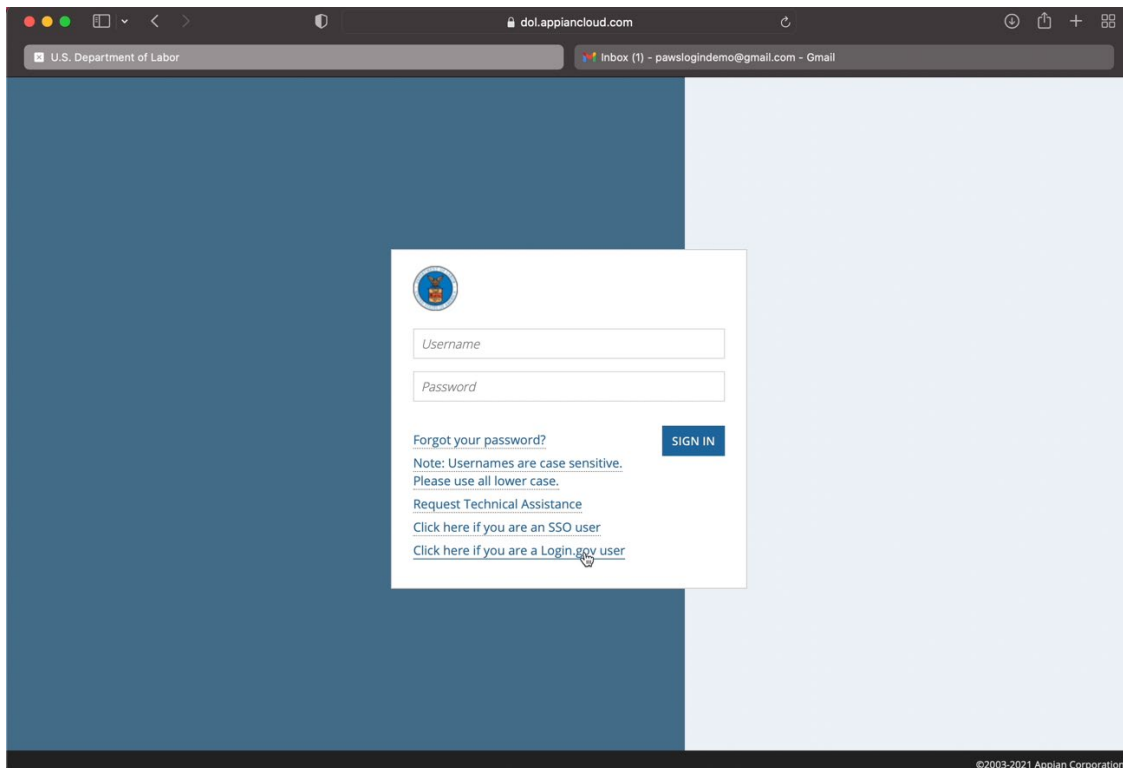 dol.appiancloud.com
U.S. Department of Labor
Inbox (1) - pawslogindemo@gmail.com - Gmail
Username
Password
Forgot your password?
SIGN IN
Note: Usernames are case sensitive.
Please use all lower case.
Request Technical Assistance
Click here if you are an SSO user
Click here if you are a Login.gov user
©2003-2021 Appian Corporation